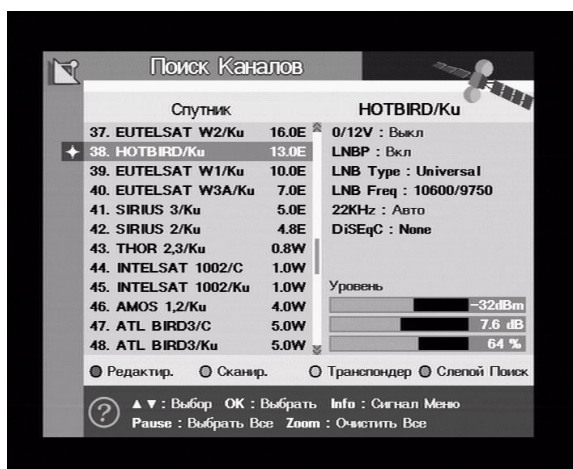 Поиск Каналов
Спутник
37. EUTELSAT W2/Ku 16.0E
38. HOTBIRD/Ku 13.0E
39. EUTELSAT W1/Ku 10.0E
40. EUTELSAT W3A/Ku 7.0E
41. SIRIUS 3/Ku 5.0E
42. SIRIUS 2/Ku 4.8E
43. THOR 2,3/Ku 0.8W
44. INTELSAT 1002/C 1.0W
45. INTELSAT 1002/Ku 1.0W
46. AMOS 1,2/Ku 4.0W
47. ATL BIRD3/C 5.0W
48. ATL BIRD3/Ku 5.0W
HOTBIRD/Ku
0/12V : Выкл
LNBP : Вкл
LNB Type : Universal
LNB Freq : 10600/9750
22KHz : Авто
DiSEqC : None
Уровень
-32dBm
7.6 dB
64 %
Редактир. Сканир. Транспондер Слепой Поиск
▲▼ : Выбор OK : Выбрать Info : Сигнал Меню
Pause : Выбрать Все Zoom : Очистить Все